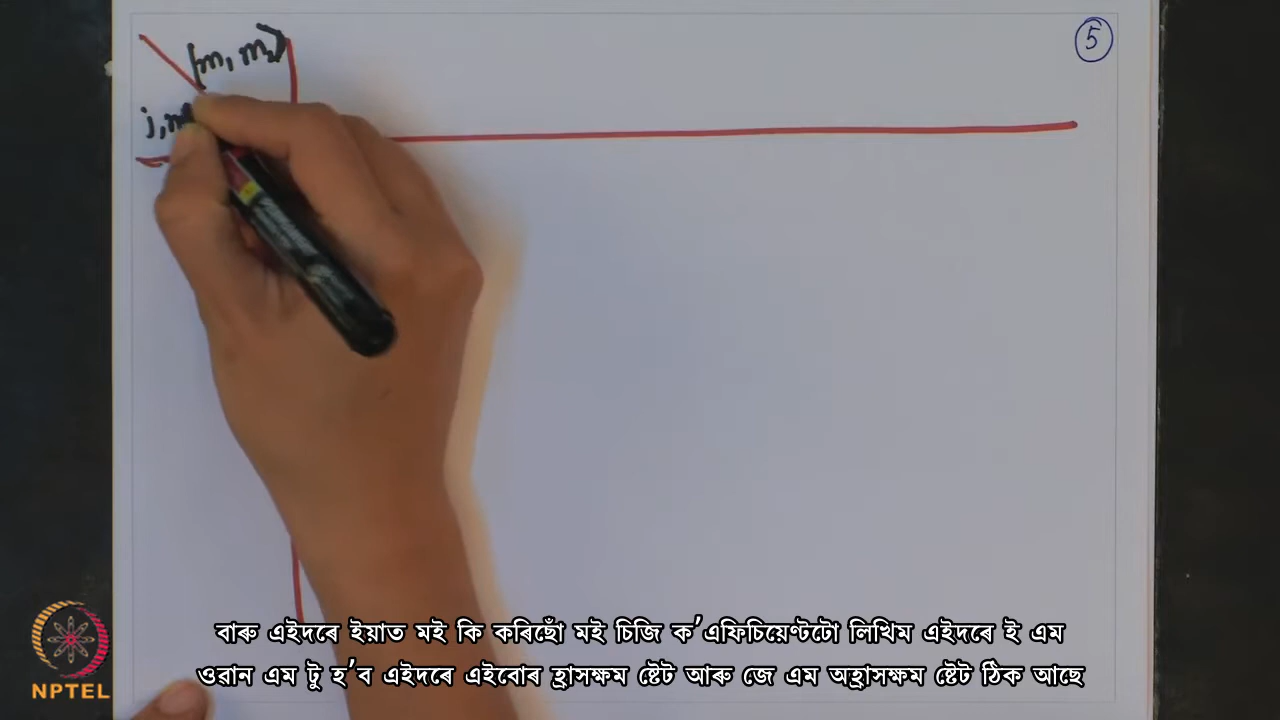 5
(m, m₂)
j, m
বাৰু এইদৰে ইয়াত মই কি কৰিছোঁ মই চিজি ক'এফিচিয়েণ্টটো লিখিম এইদৰে ই এম
ওৱান এম টু হ'ব এইদৰে এইবোৰ হ্ৰাসক্ষম ষ্টেট আৰু জে এম অহ্ৰাসক্ষম ষ্টেট ঠিক আছে
NPTEL